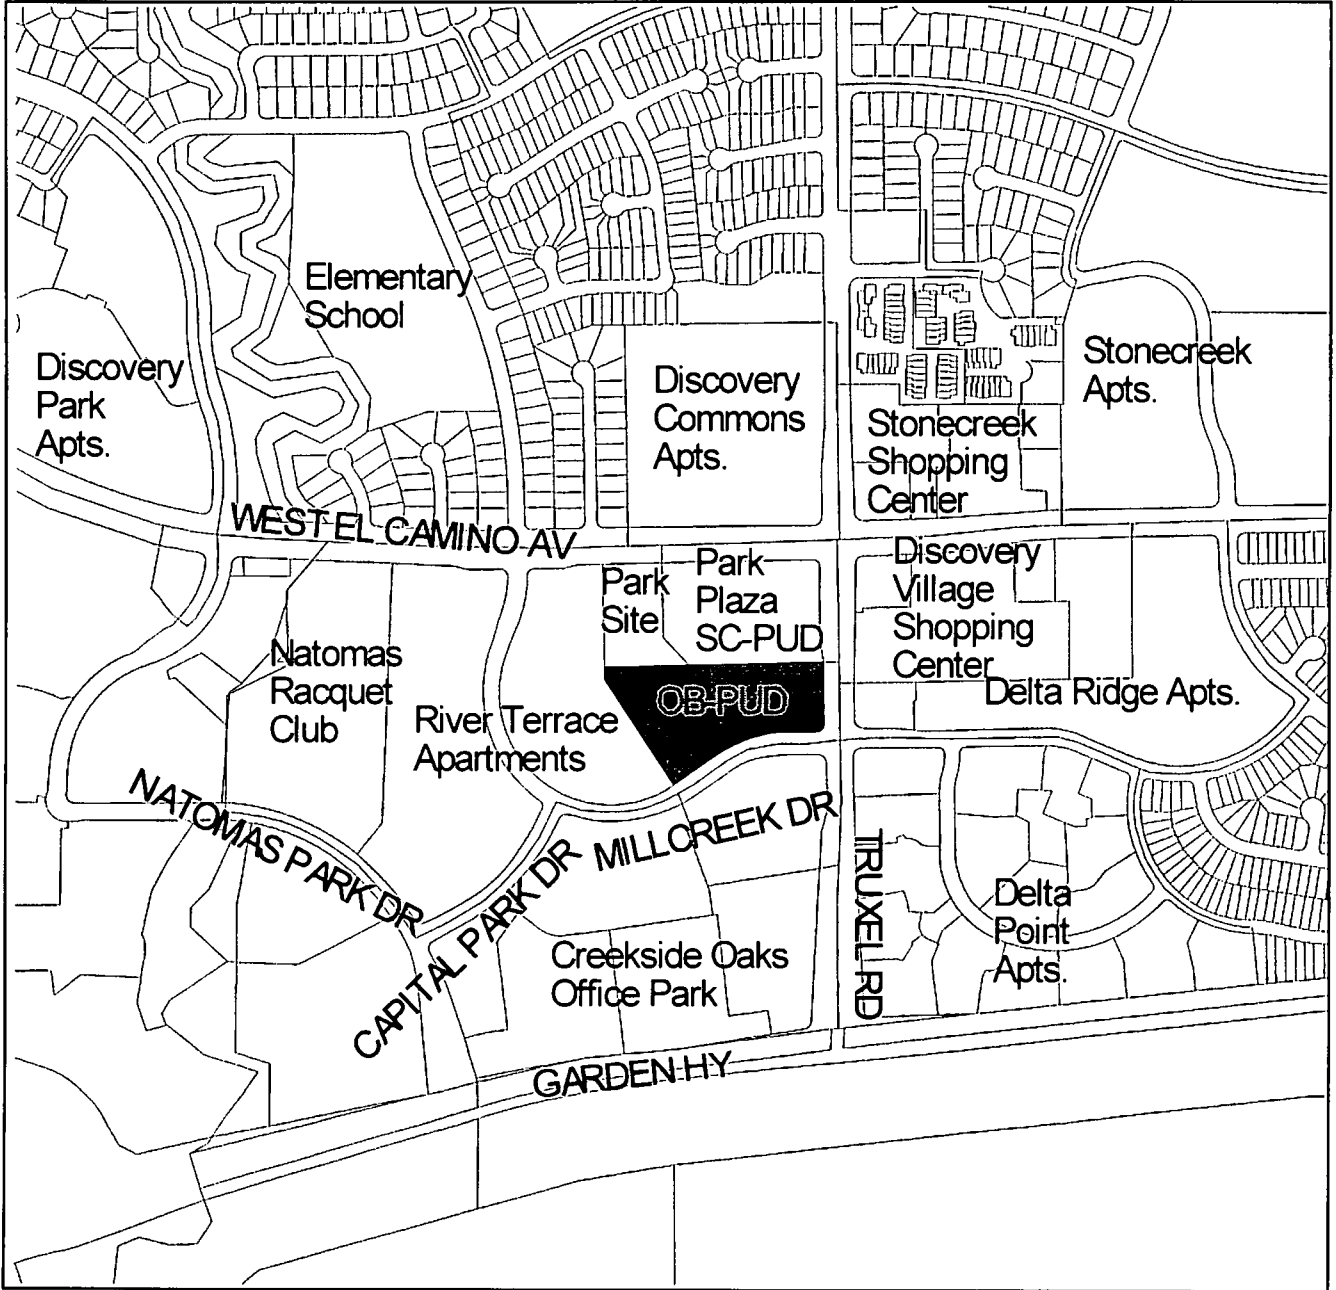 Elementary
School
Discovery
Park
Apts.
Discovery
Commons
Apts.
Stonecreek
Apts.
Stonecreek
Shopping
Center
WEST EL CAMINO AV
Park
Site
Park
Plaza
SC-PUD
Discovery
Village
Shopping
Center
Natomas
Racquet
Club
River Terrace
Apartments
OB-PUD
Delta Ridge Apts.
NATOMAS PARK DR
CAPITAL PARK DR
MILLCREEK DR
TRUXEL RD
Delta
Point
Apts.
Creekside Oaks
Office Park
GARDEN HY